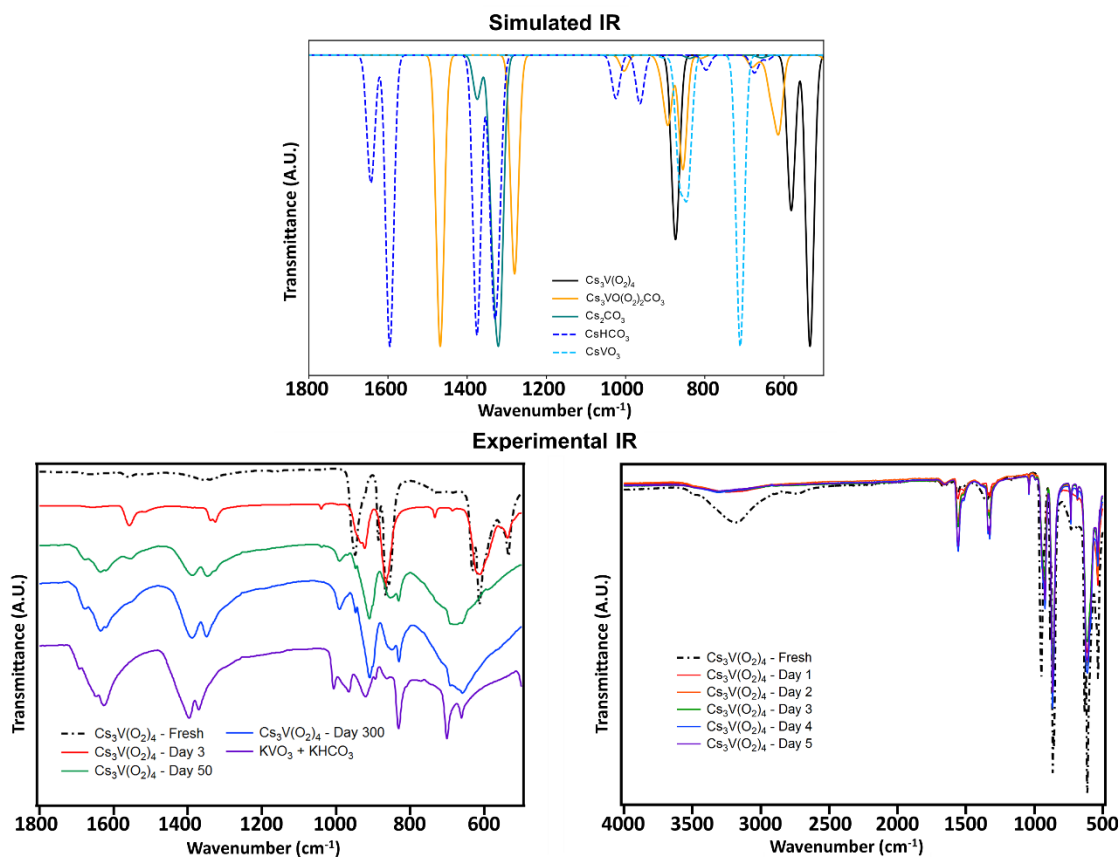 Simulated IR
Transmittance (A.U.)
Cs₃V(O₂)₄
Cs₃VO(O₂)₂CO₃
Cs₂CO₃
CsHCO₃
CsVO₃
1800 1600 1400 1200 1000 800 600
Wavenumber (cm⁻¹)
Experimental IR
Transmittance (A.U.)
Cs₃V(O₂)₄ - Fresh
Cs₃V(O₂)₄ - Day 3
Cs₃V(O₂)₄ - Day 50
Cs₃V(O₂)₄ - Day 300
KVO₃ + KHCO₃
1800 1600 1400 1200 1000 800 600
Wavenumber (cm⁻¹)
Transmittance (A.U.)
Cs₃V(O₂)₄ - Fresh
Cs₃V(O₂)₄ - Day 1
Cs₃V(O₂)₄ - Day 2
Cs₃V(O₂)₄ - Day 3
Cs₃V(O₂)₄ - Day 4
Cs₃V(O₂)₄ - Day 5
4000 3500 3000 2500 2000 1500 1000 500
Wavenumber (cm⁻¹)